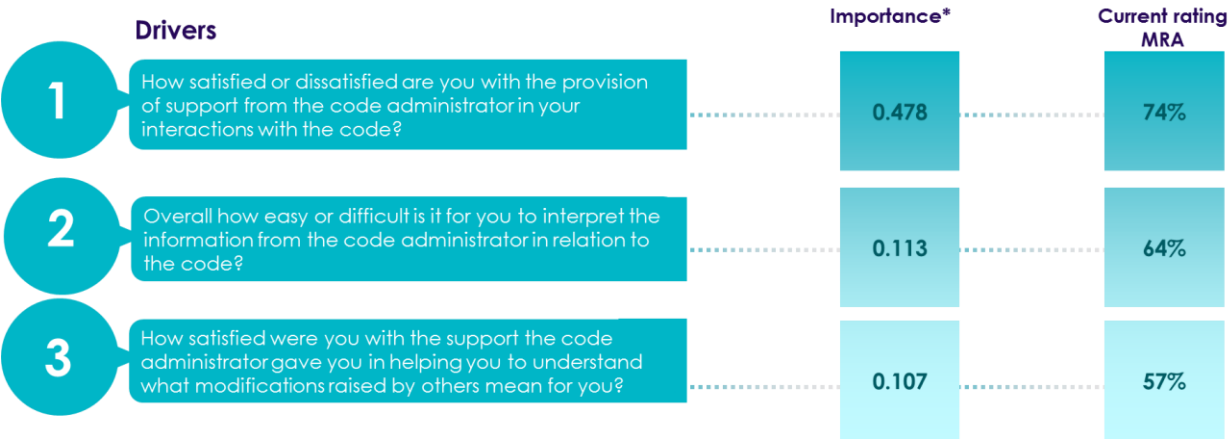 Drivers
Importance*
Current rating
MRA
1
How satisfied or dissatisfied are you with the provision
of support from the code administrator in your
interactions with the code?
0.478
74%
2
Overall how easy or difficult is it for you to interpret the
information from the code administrator in relation to
the code?
0.113
64%
3
How satisfied were you with the support the code
administrator gave you in helping you to understand
what modifications raised by others mean for you?
0.107
57%